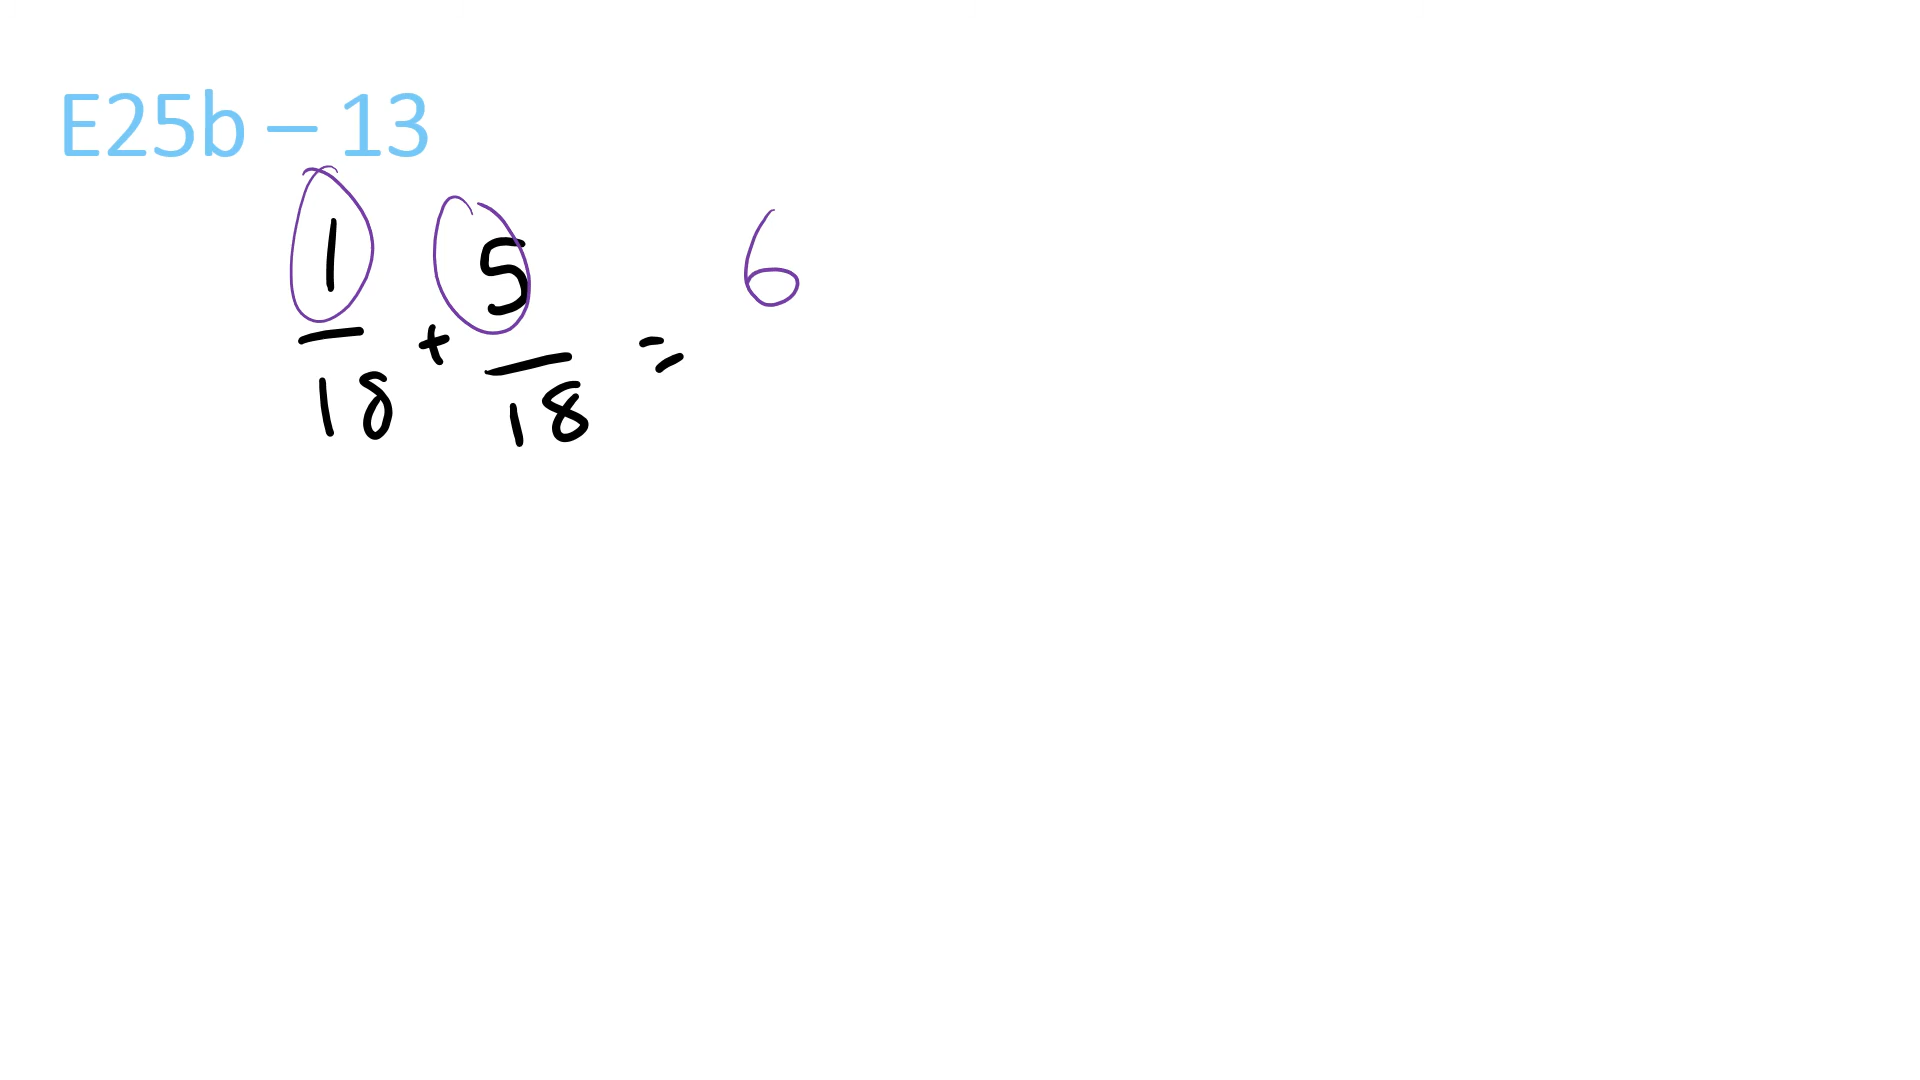 E25b – 13
1/18 + 5/18 = 6